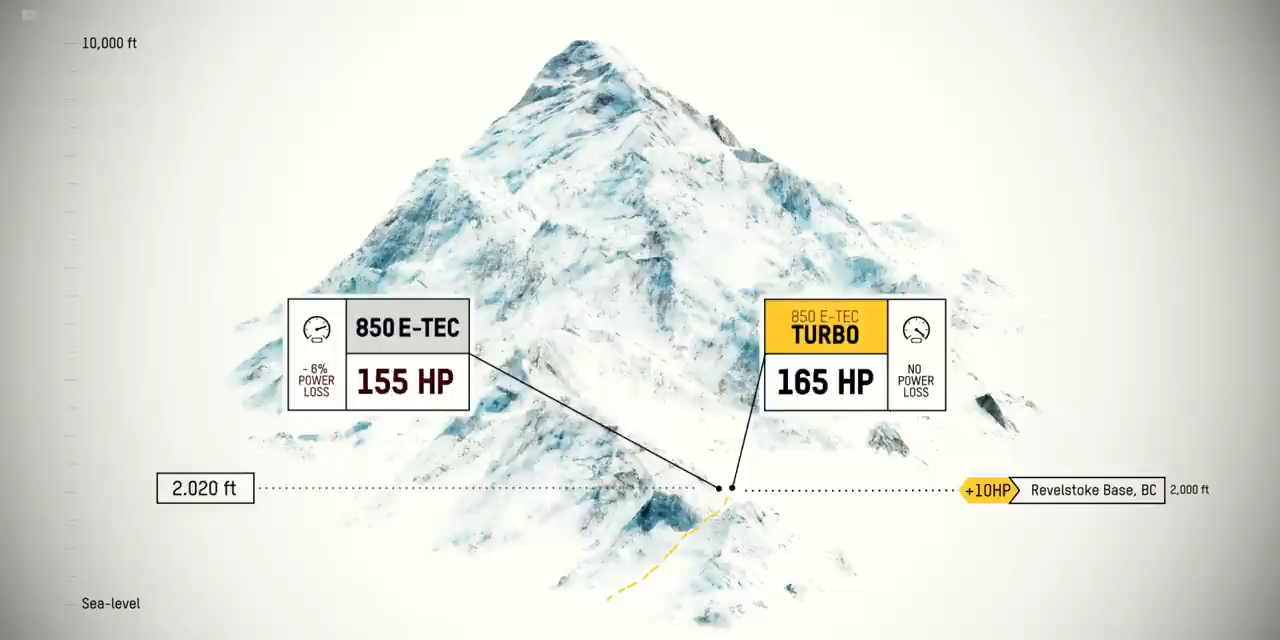 10,000 ft
850 E-TEC
- 6%
POWER
LOSS
155 HP
850 E-TEC
TURBO
165 HP
NO
POWER
LOSS
2.020 ft
+10HP
Revelstoke Base, BC
2,000 ft
Sea-level